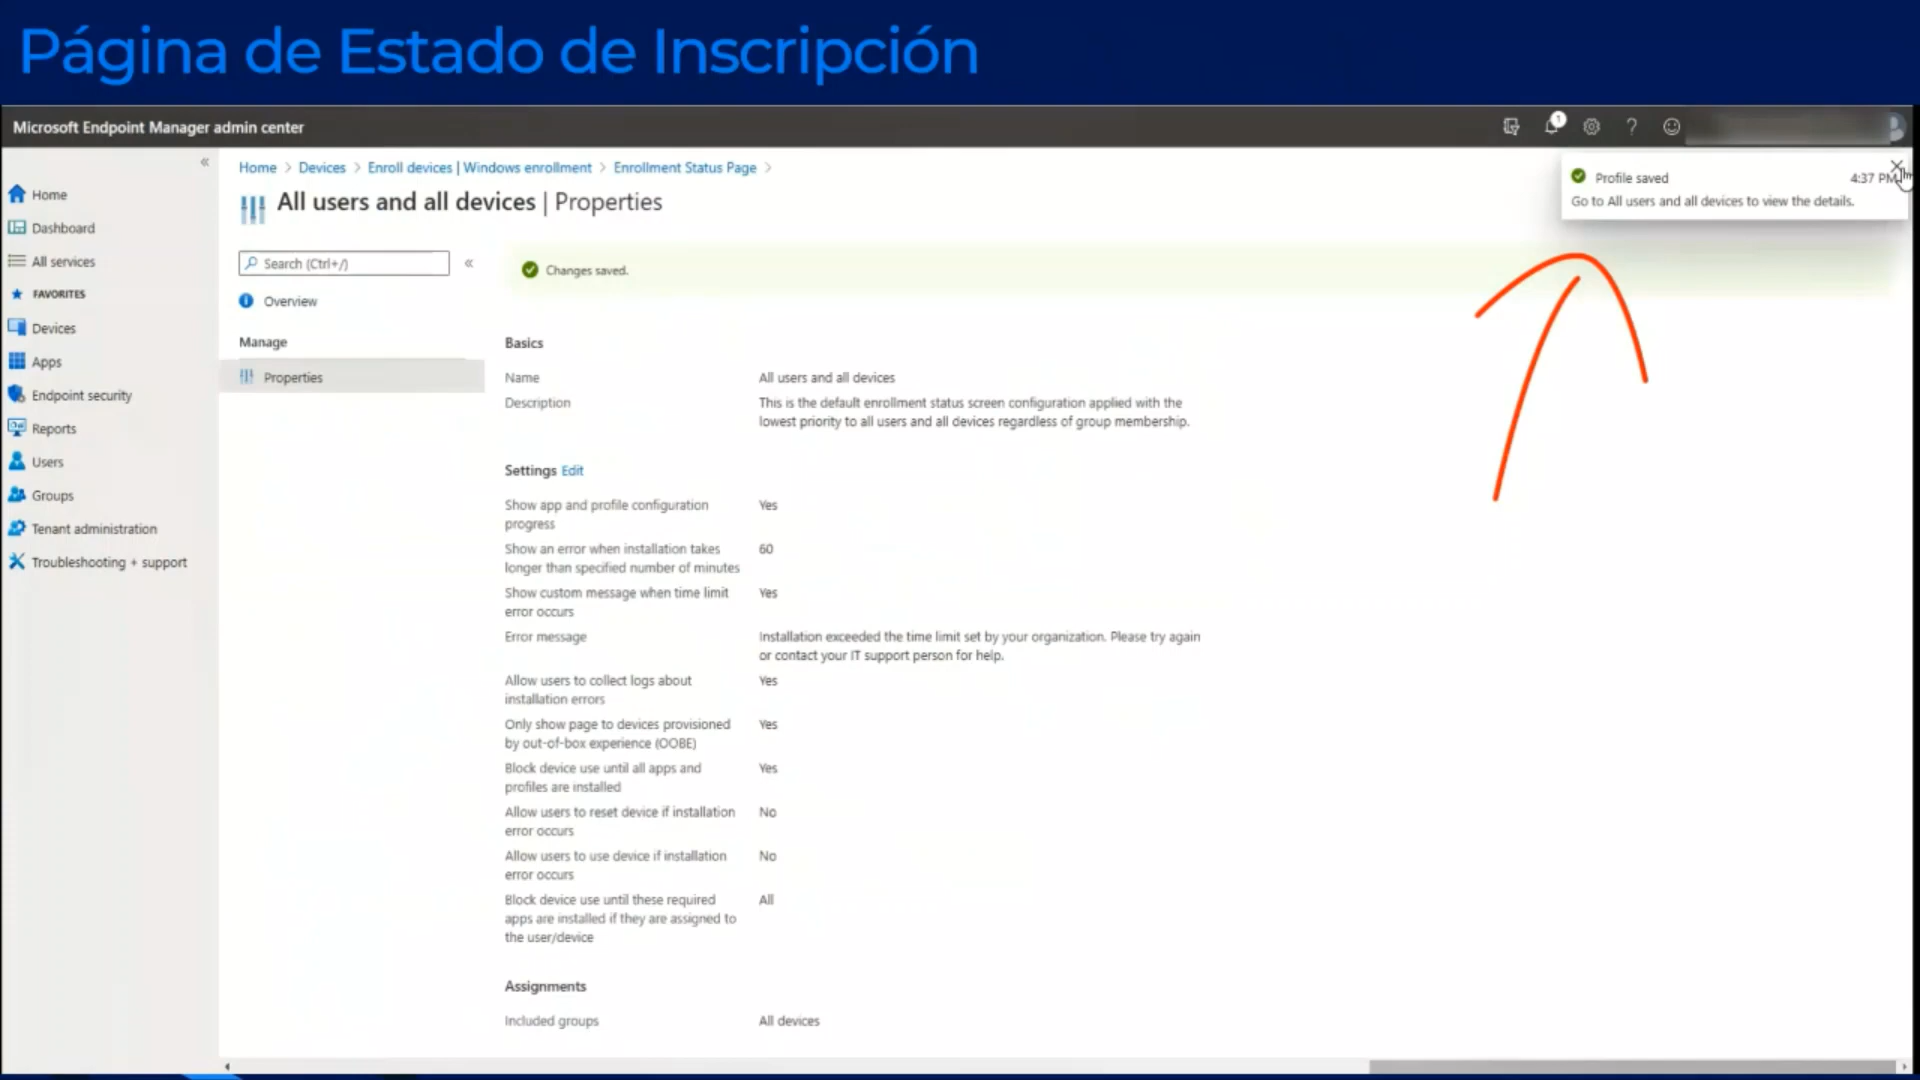 Página de Estado de Inscripción
Microsoft Endpoint Manager admin center
1
Home > Devices > Enroll devices | Windows enrollment > Enrollment Status Page >
All users and all devices | Properties
Profile saved 4:37 PM
Go to All users and all devices to view the details.
Home
Dashboard
All services
FAVORITES
Devices
Apps
Endpoint security
Reports
Users
Groups
Tenant administration
Troubleshooting + support
Search (Ctrl+/)
Overview
Manage
Properties
Changes saved.
Basics
Name All users and all devices
Description This is the default enrollment status screen configuration applied with the
lowest priority to all users and all devices regardless of group membership.
Settings Edit
Show app and profile configuration Yes
progress
Show an error when installation takes 60
longer than specified number of minutes
Show custom message when time limit Yes
error occurs
Error message Installation exceeded the time limit set by your organization. Please try again
or contact your IT support person for help.
Allow users to collect logs about Yes
installation errors
Only show page to devices provisioned Yes
by out-of-box experience (OOBE)
Block device use until all apps and Yes
profiles are installed
Allow users to reset device if installation No
error occurs
Allow users to use device if installation No
error occurs
Block device use until these required All
apps are installed if they are assigned to
the user/device
Assignments
Included groups All devices